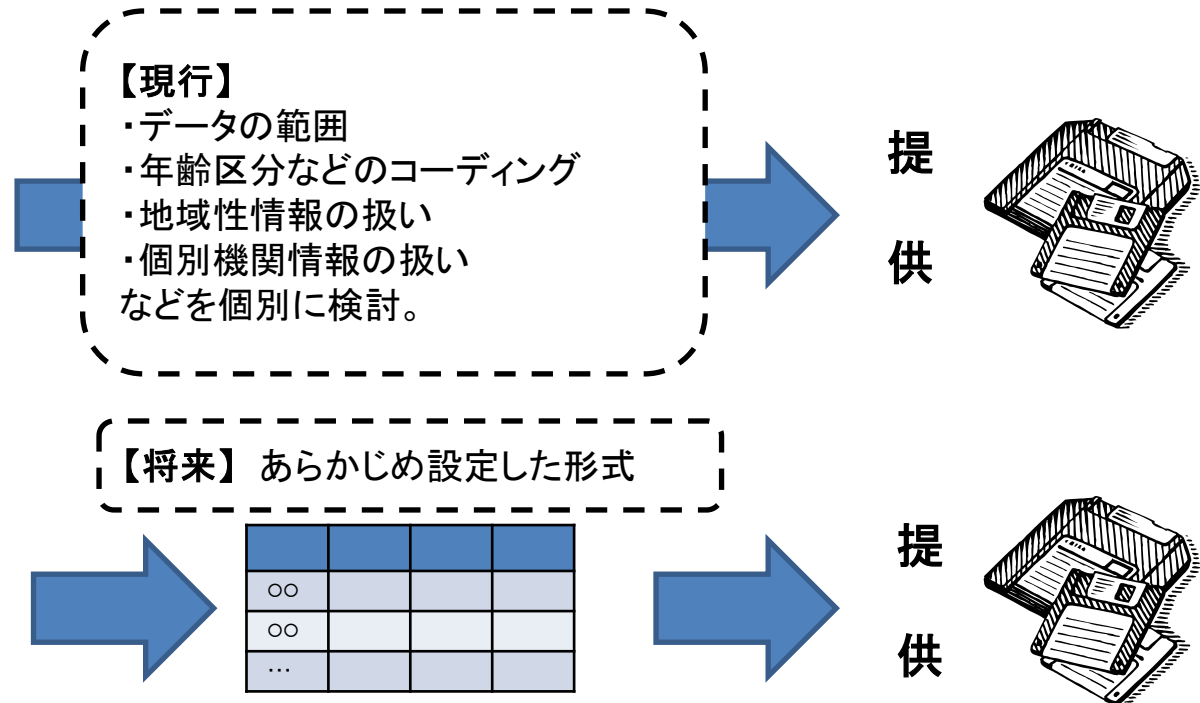 【現行】
・データの範囲
・年齢区分などのコーディング
・地域性情報の扱い
・個別機関情報の扱い
などを個別に検討。
提
供
【将来】 あらかじめ設定した形式
○○
○○
…
提
供